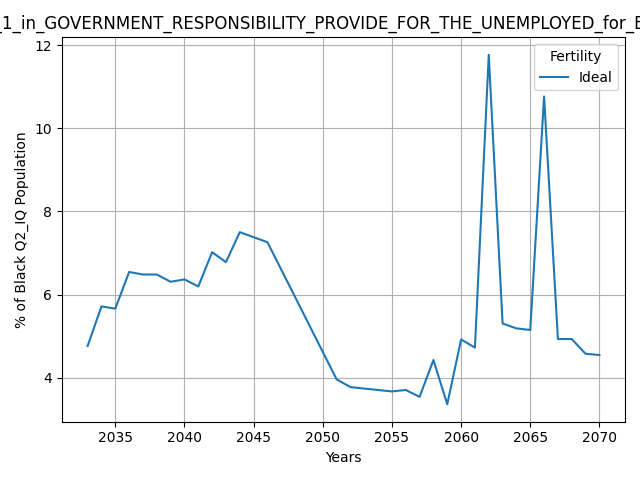 _1_in_GOVERNMENT_RESPONSIBILITY_PROVIDE_FOR_THE_UNEMPLOYED_for_B
Fertility
Ideal
12
10
8
6
4
% of Black Q2_IQ Population
2035 2040 2045 2050 2055 2060 2065 2070
Years